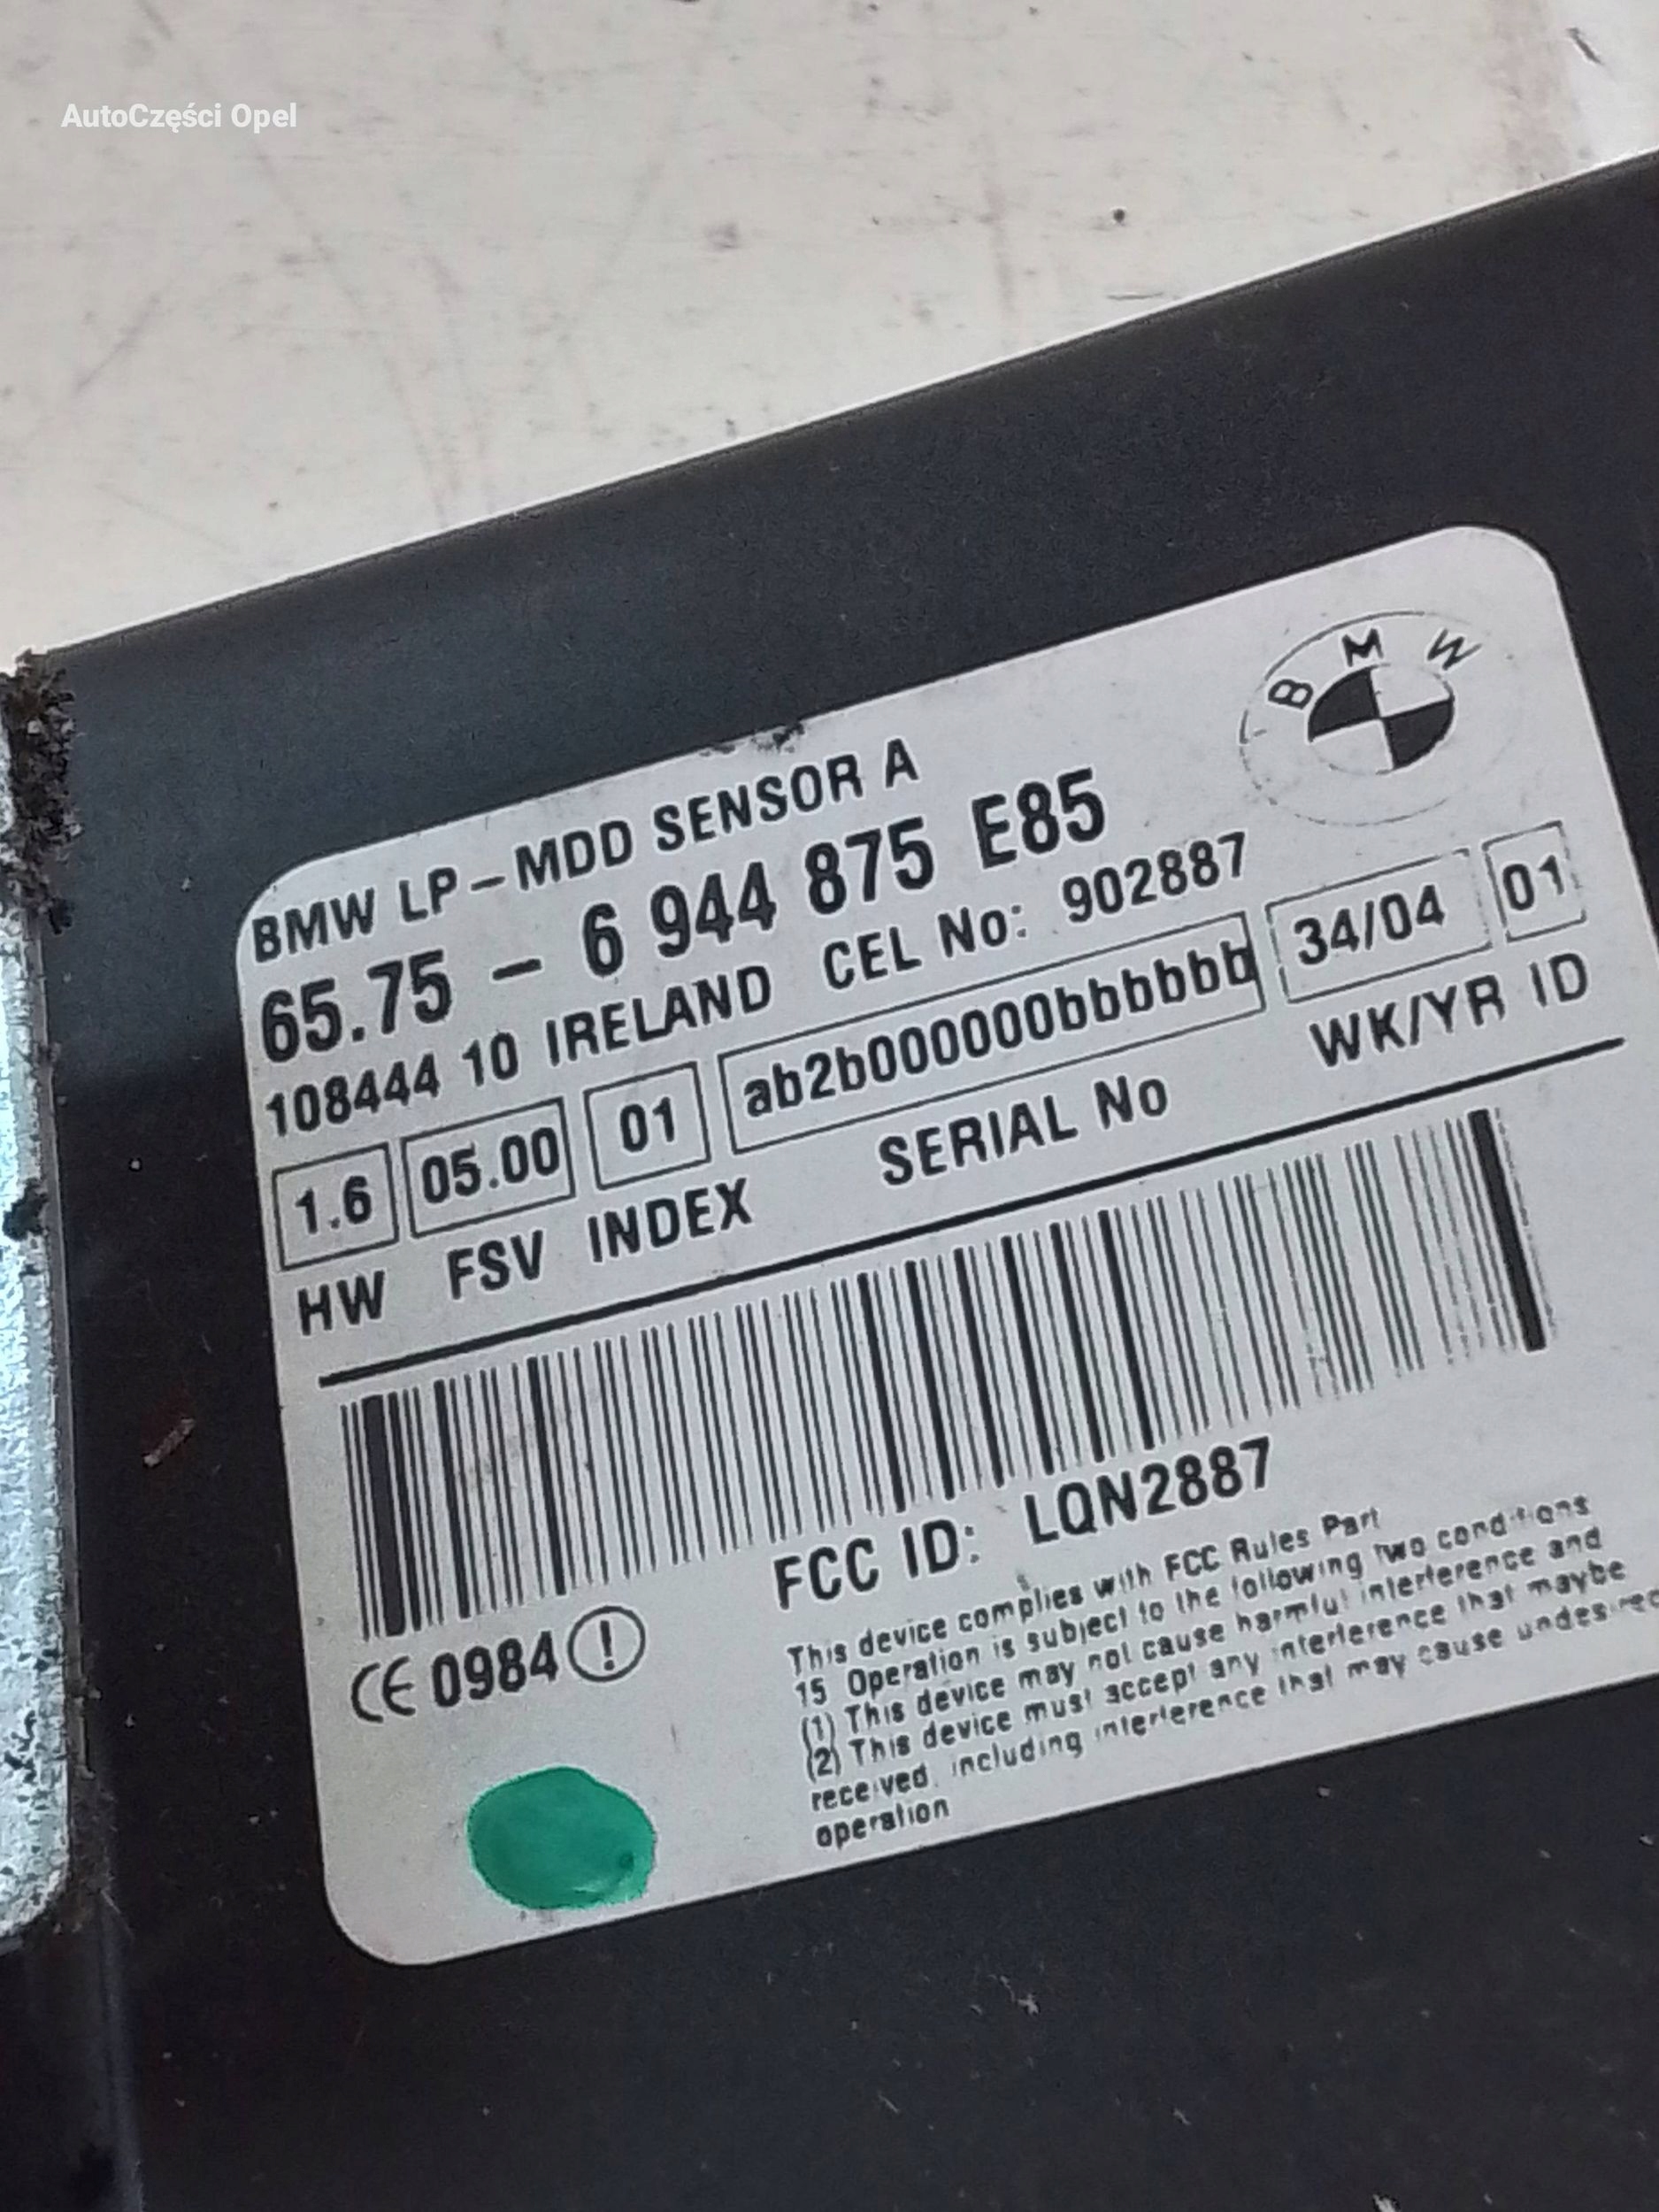 AutoCzęści Opel
B M W
BMW LP-MDD SENSOR A
65.75 - 6 944 875 E85
108444 10 IRELAND CEL No: 902887
1.6 05.00 01 ab2b000000bbbbbb 34/04 01
HW FSV INDEX SERIAL No WK/YR ID
FCC ID: LQN2887
CE 0984 !
This device complies with FCC Rules Part
15 Operation is subject to the following two conditions
(1) This device may not cause harmful interference and
(2) This device must accept any interference that maybe
received, including interference that may cause undesired
operation